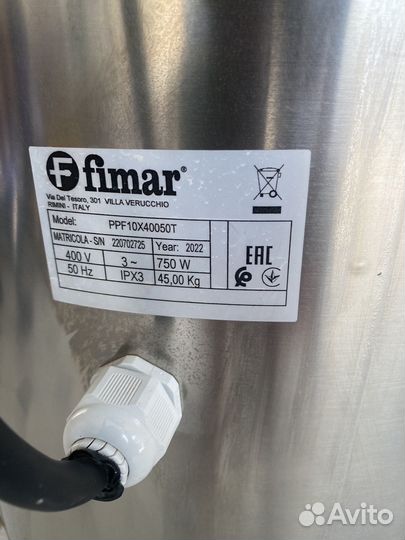 fimar®
Via Del Tesoro, 301 VILLA VERUCCHIO
RIMINI - ITALY
Model: PPF10X40050T
MATRICOLA - S/N 220702725 Year: 2022
400 V 3~ 750 W
50 Hz IPX3 45,00 Kg
EAC
Avito